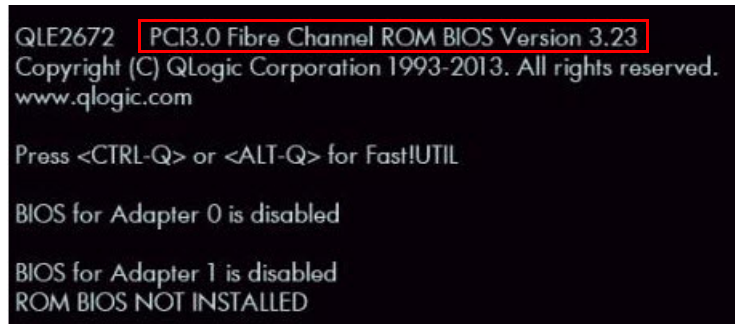 QLE2672 PCI3.0 Fibre Channel ROM BIOS Version 3.23
Copyright (C) QLogic Corporation 1993-2013. All rights reserved.
www.qlogic.com
Press <CTRL-Q> or <ALT-Q> for Fast!UTIL
BIOS for Adapter 0 is disabled
BIOS for Adapter 1 is disabled
ROM BIOS NOT INSTALLED